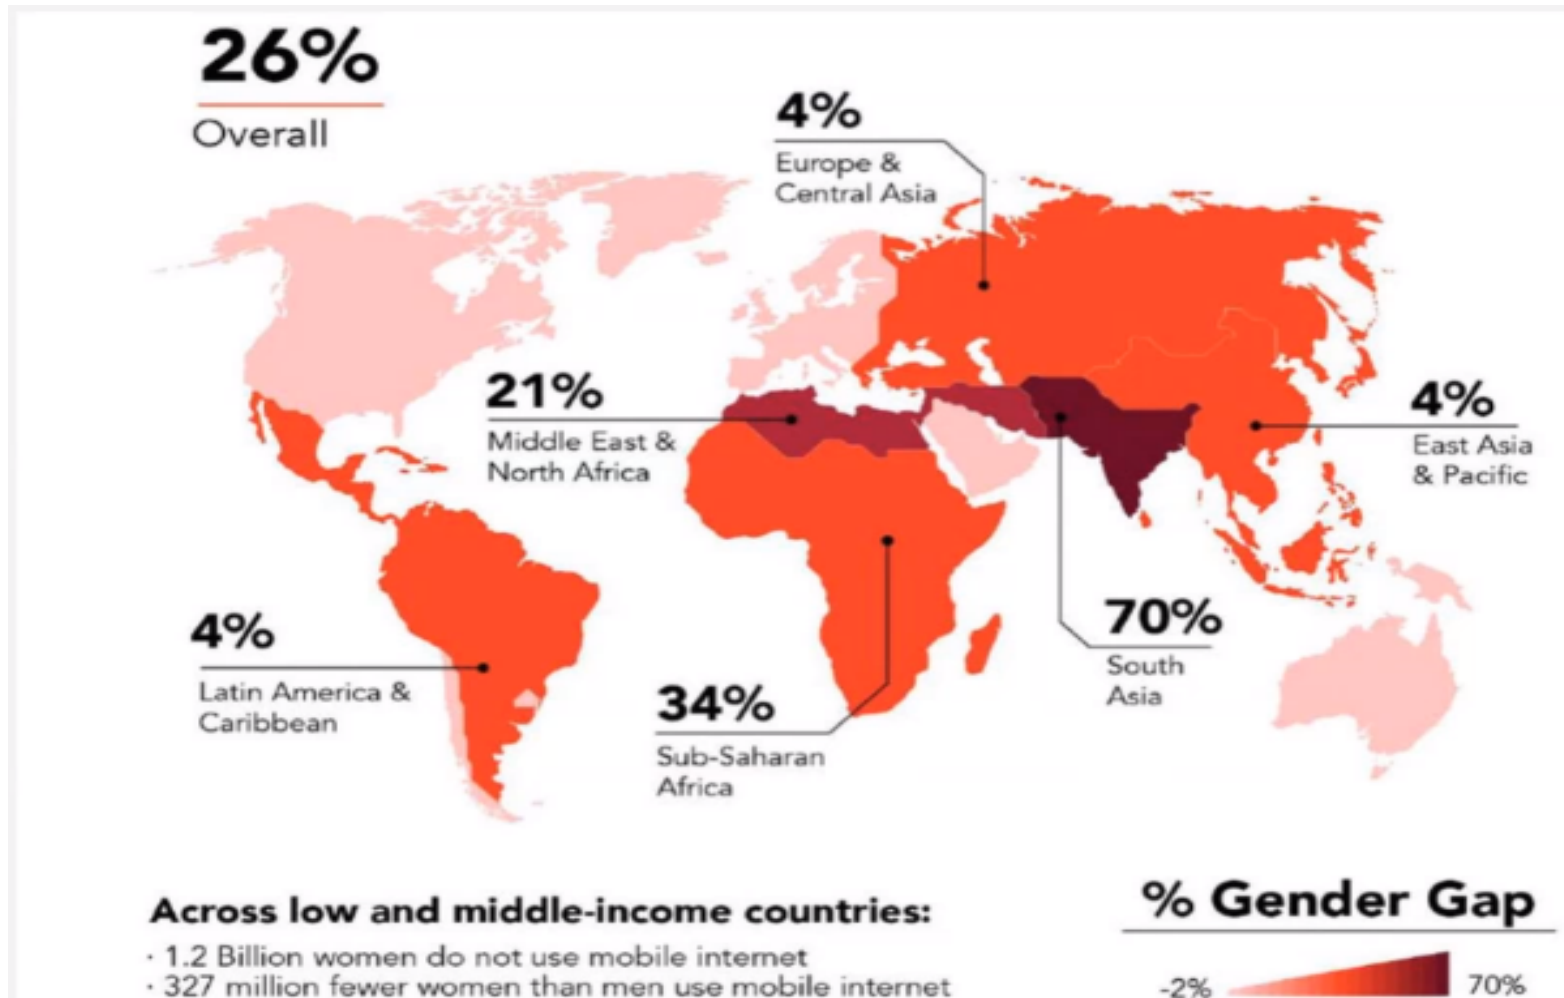 26%
Overall
4%
Europe &
Central Asia
21%
Middle East &
North Africa
4%
East Asia
& Pacific
4%
Latin America &
Caribbean
34%
Sub-Saharan
Africa
70%
South
Asia
Across low and middle-income countries:
· 1.2 Billion women do not use mobile internet
· 327 million fewer women than men use mobile internet
% Gender Gap
-2%
70%